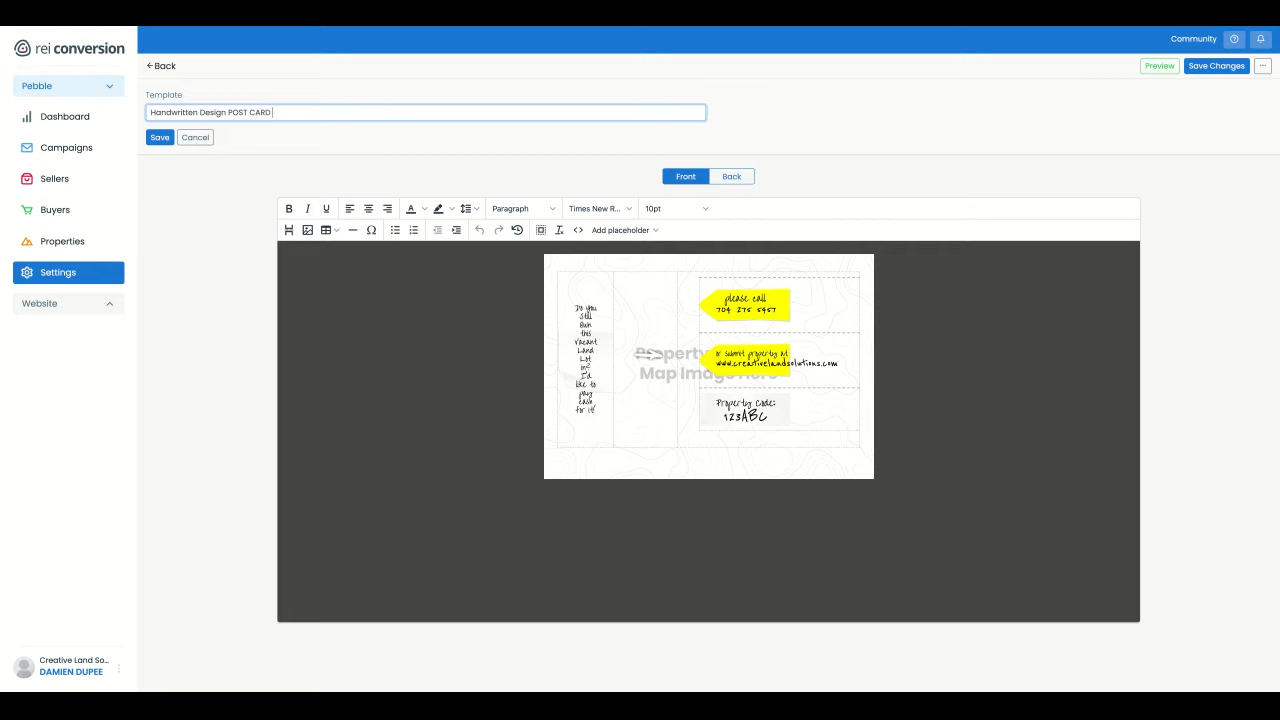 rei conversion
Community
Pebble
Back
Preview
Save Changes
Dashboard
Template
Handwritten Design POST CARD
Campaigns
Save
Cancel
Sellers
Front
Back
Buyers
B I U
A
Paragraph
Times New R...
10pt
Add placeholder
Properties
Settings
Website
Do you
still
own
this
vacant
Land
Lot
in?
I'd
like to
pay
cash
for it!
Property
Map Image Here
please call
704 275 5457
or submit property at
www.creativelandsolutions.com
Property Code:
123ABC
Creative Land So...
DAMIEN DUPEE